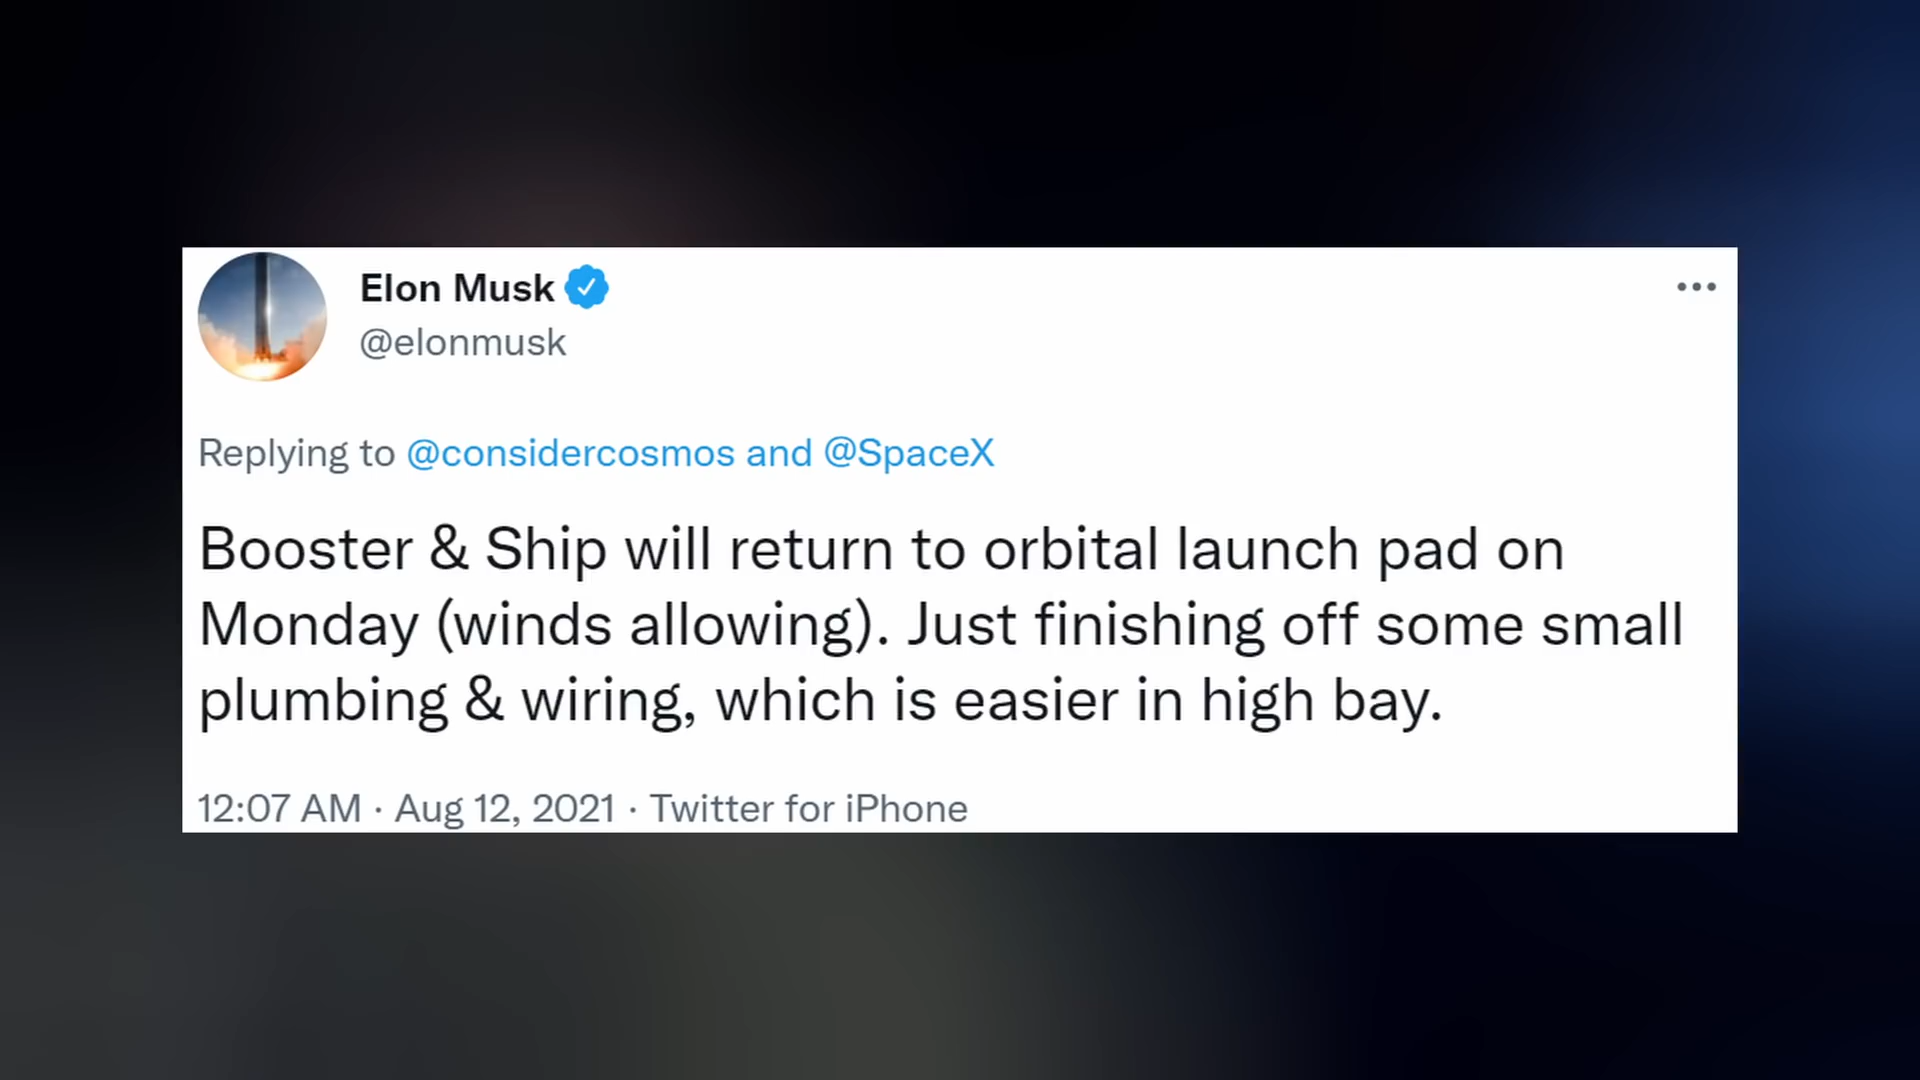 Elon Musk
@elonmusk
Replying to @considercosmos and @SpaceX
Booster & Ship will return to orbital launch pad on
Monday (winds allowing). Just finishing off some small
plumbing & wiring, which is easier in high bay.
12:07 AM · Aug 12, 2021 · Twitter for iPhone